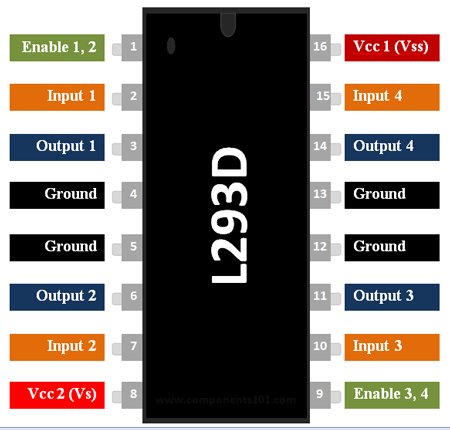 Enable 1, 2 1 16 Vcc 1 (Vss)
Input 1 2 15 Input 4
Output 1 3 14 Output 4
Ground 4 13 Ground
L293D
Ground 5 12 Ground
Output 2 6 11 Output 3
Input 2 7 10 Input 3
Vcc 2 (Vs) 8 9 Enable 3, 4
www.components101.com